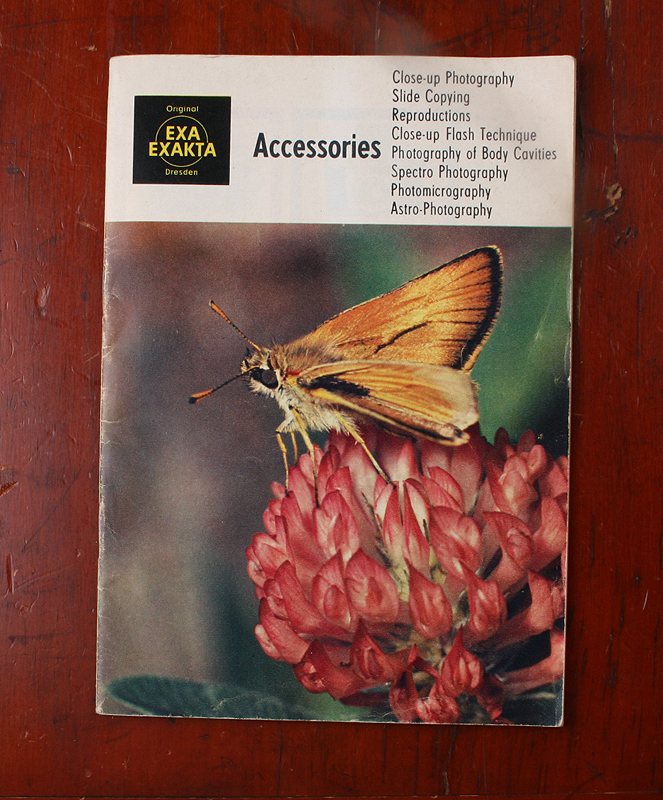 Original
EXA
EXAKTA
Dresden
Accessories
Close-up Photography
Slide Copying
Reproductions
Close-up Flash Technique
Photography of Body Cavities
Spectro Photography
Photomicrography
Astro-Photography